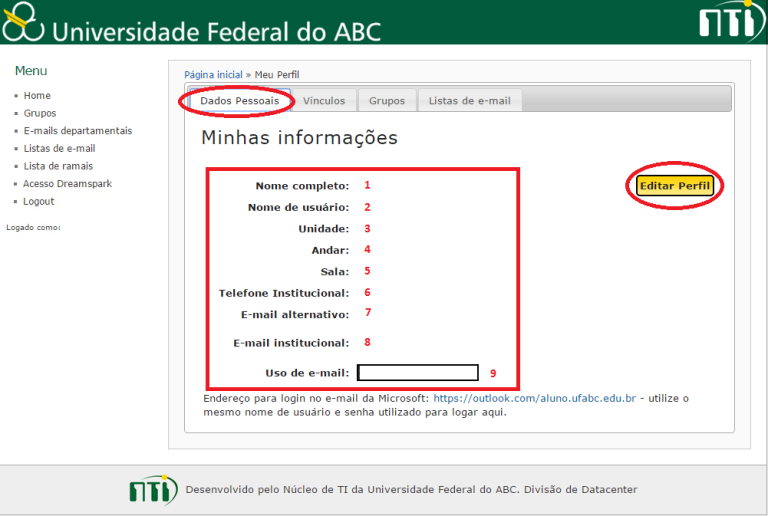 Universidade Federal do ABC
nti
Menu
Home
Grupos
E-mails departamentais
Listas de e-mail
Lista de ramais
Acesso Dreamspark
Logout
Logado como:
Página inicial » Meu Perfil
Dados Pessoais Vínculos Grupos Listas de e-mail
Minhas informações
Editar Perfil
Nome completo: 1
Nome de usuário: 2
Unidade: 3
Andar: 4
Sala: 5
Telefone Institucional: 6
E-mail alternativo: 7
E-mail institucional: 8
Uso de e-mail: 9
Endereço para login no e-mail da Microsoft: https://outlook.com/aluno.ufabc.edu.br - utilize o
mesmo nome de usuário e senha utilizado para logar aqui.
nti
Desenvolvido pelo Núcleo de TI da Universidade Federal do ABC. Divisão de Datacenter